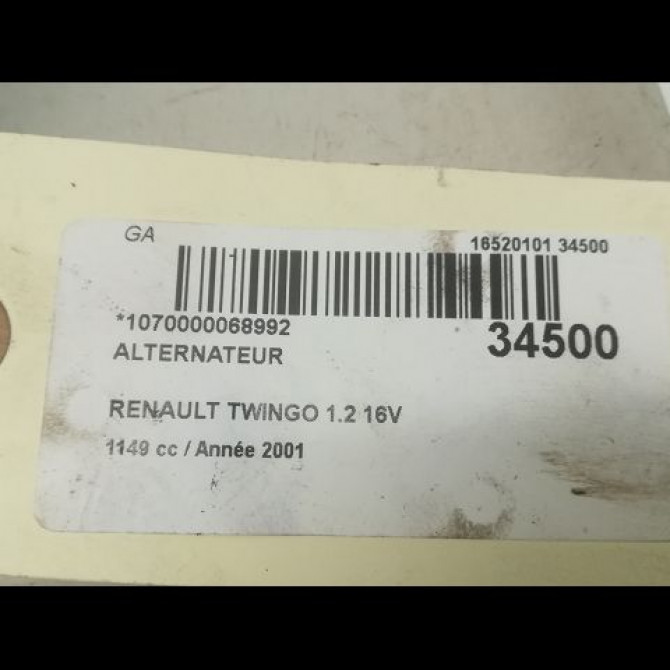 GA
16520101 34500
*1070000068992
34500
ALTERNATEUR
RENAULT TWINGO 1.2 16V
1149 cc / Année 2001